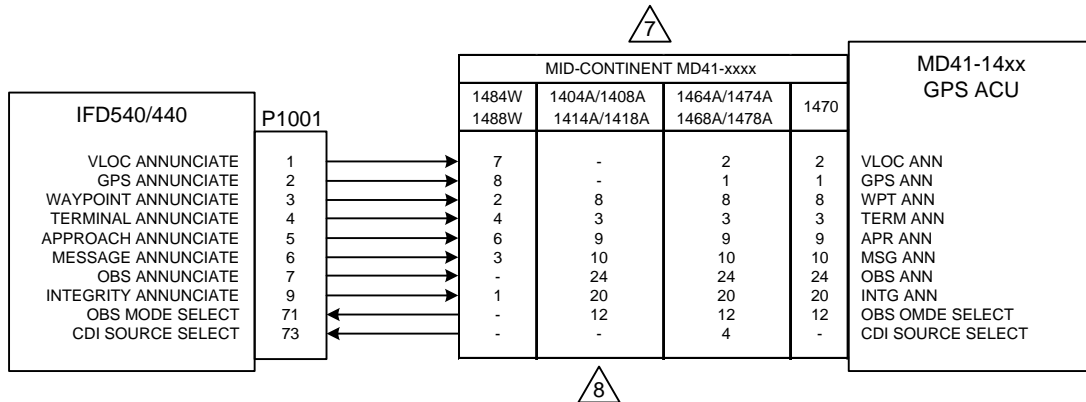 7
MID-CONTINENT MD41-xxxx
MD41-14xx
GPS ACU
1484W 1404A/1408A 1464A/1474A 1470
1488W 1414A/1418A 1468A/1478A
IFD540/440 P1001
VLOC ANNUNCIATE 1 7 - 2 2 VLOC ANN
GPS ANNUNCIATE 2 8 - 1 1 GPS ANN
WAYPOINT ANNUNCIATE 3 2 8 8 8 WPT ANN
TERMINAL ANNUNCIATE 4 4 3 3 3 TERM ANN
APPROACH ANNUNCIATE 5 6 9 9 9 APR ANN
MESSAGE ANNUNCIATE 6 3 10 10 10 MSG ANN
OBS ANNUNCIATE 7 - 24 24 24 OBS ANN
INTEGRITY ANNUNCIATE 9 1 20 20 20 INTG ANN
OBS MODE SELECT 71 - 12 12 12 OBS OMDE SELECT
CDI SOURCE SELECT 73 - - 4 - CDI SOURCE SELECT
8